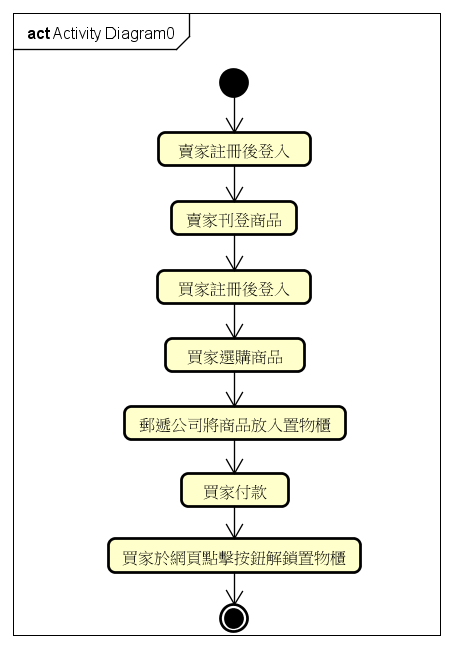 act Activity Diagram0
賣家註冊後登入
賣家刊登商品
買家註冊後登入
買家選購商品
郵遞公司將商品放入置物櫃
買家付款
買家於網頁點擊按鈕解鎖置物櫃